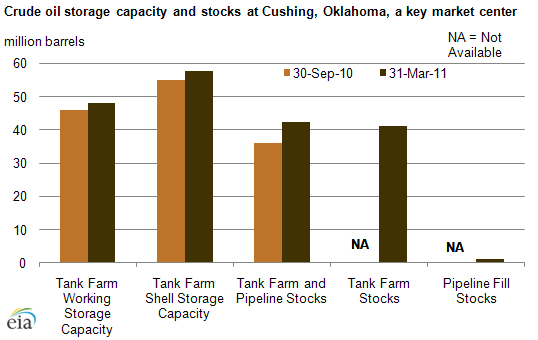 Crude oil storage capacity and stocks at Cushing, Oklahoma, a key market center
million barrels
NA = Not
Available
30-Sep-10
31-Mar-11
60
50
40
30
20
10
0
NA
NA
Tank Farm
Working
Storage
Capacity
Tank Farm
Shell Storage
Capacity
Tank Farm and
Pipeline Stocks
Tank Farm
Stocks
Pipeline Fill
Stocks
eia